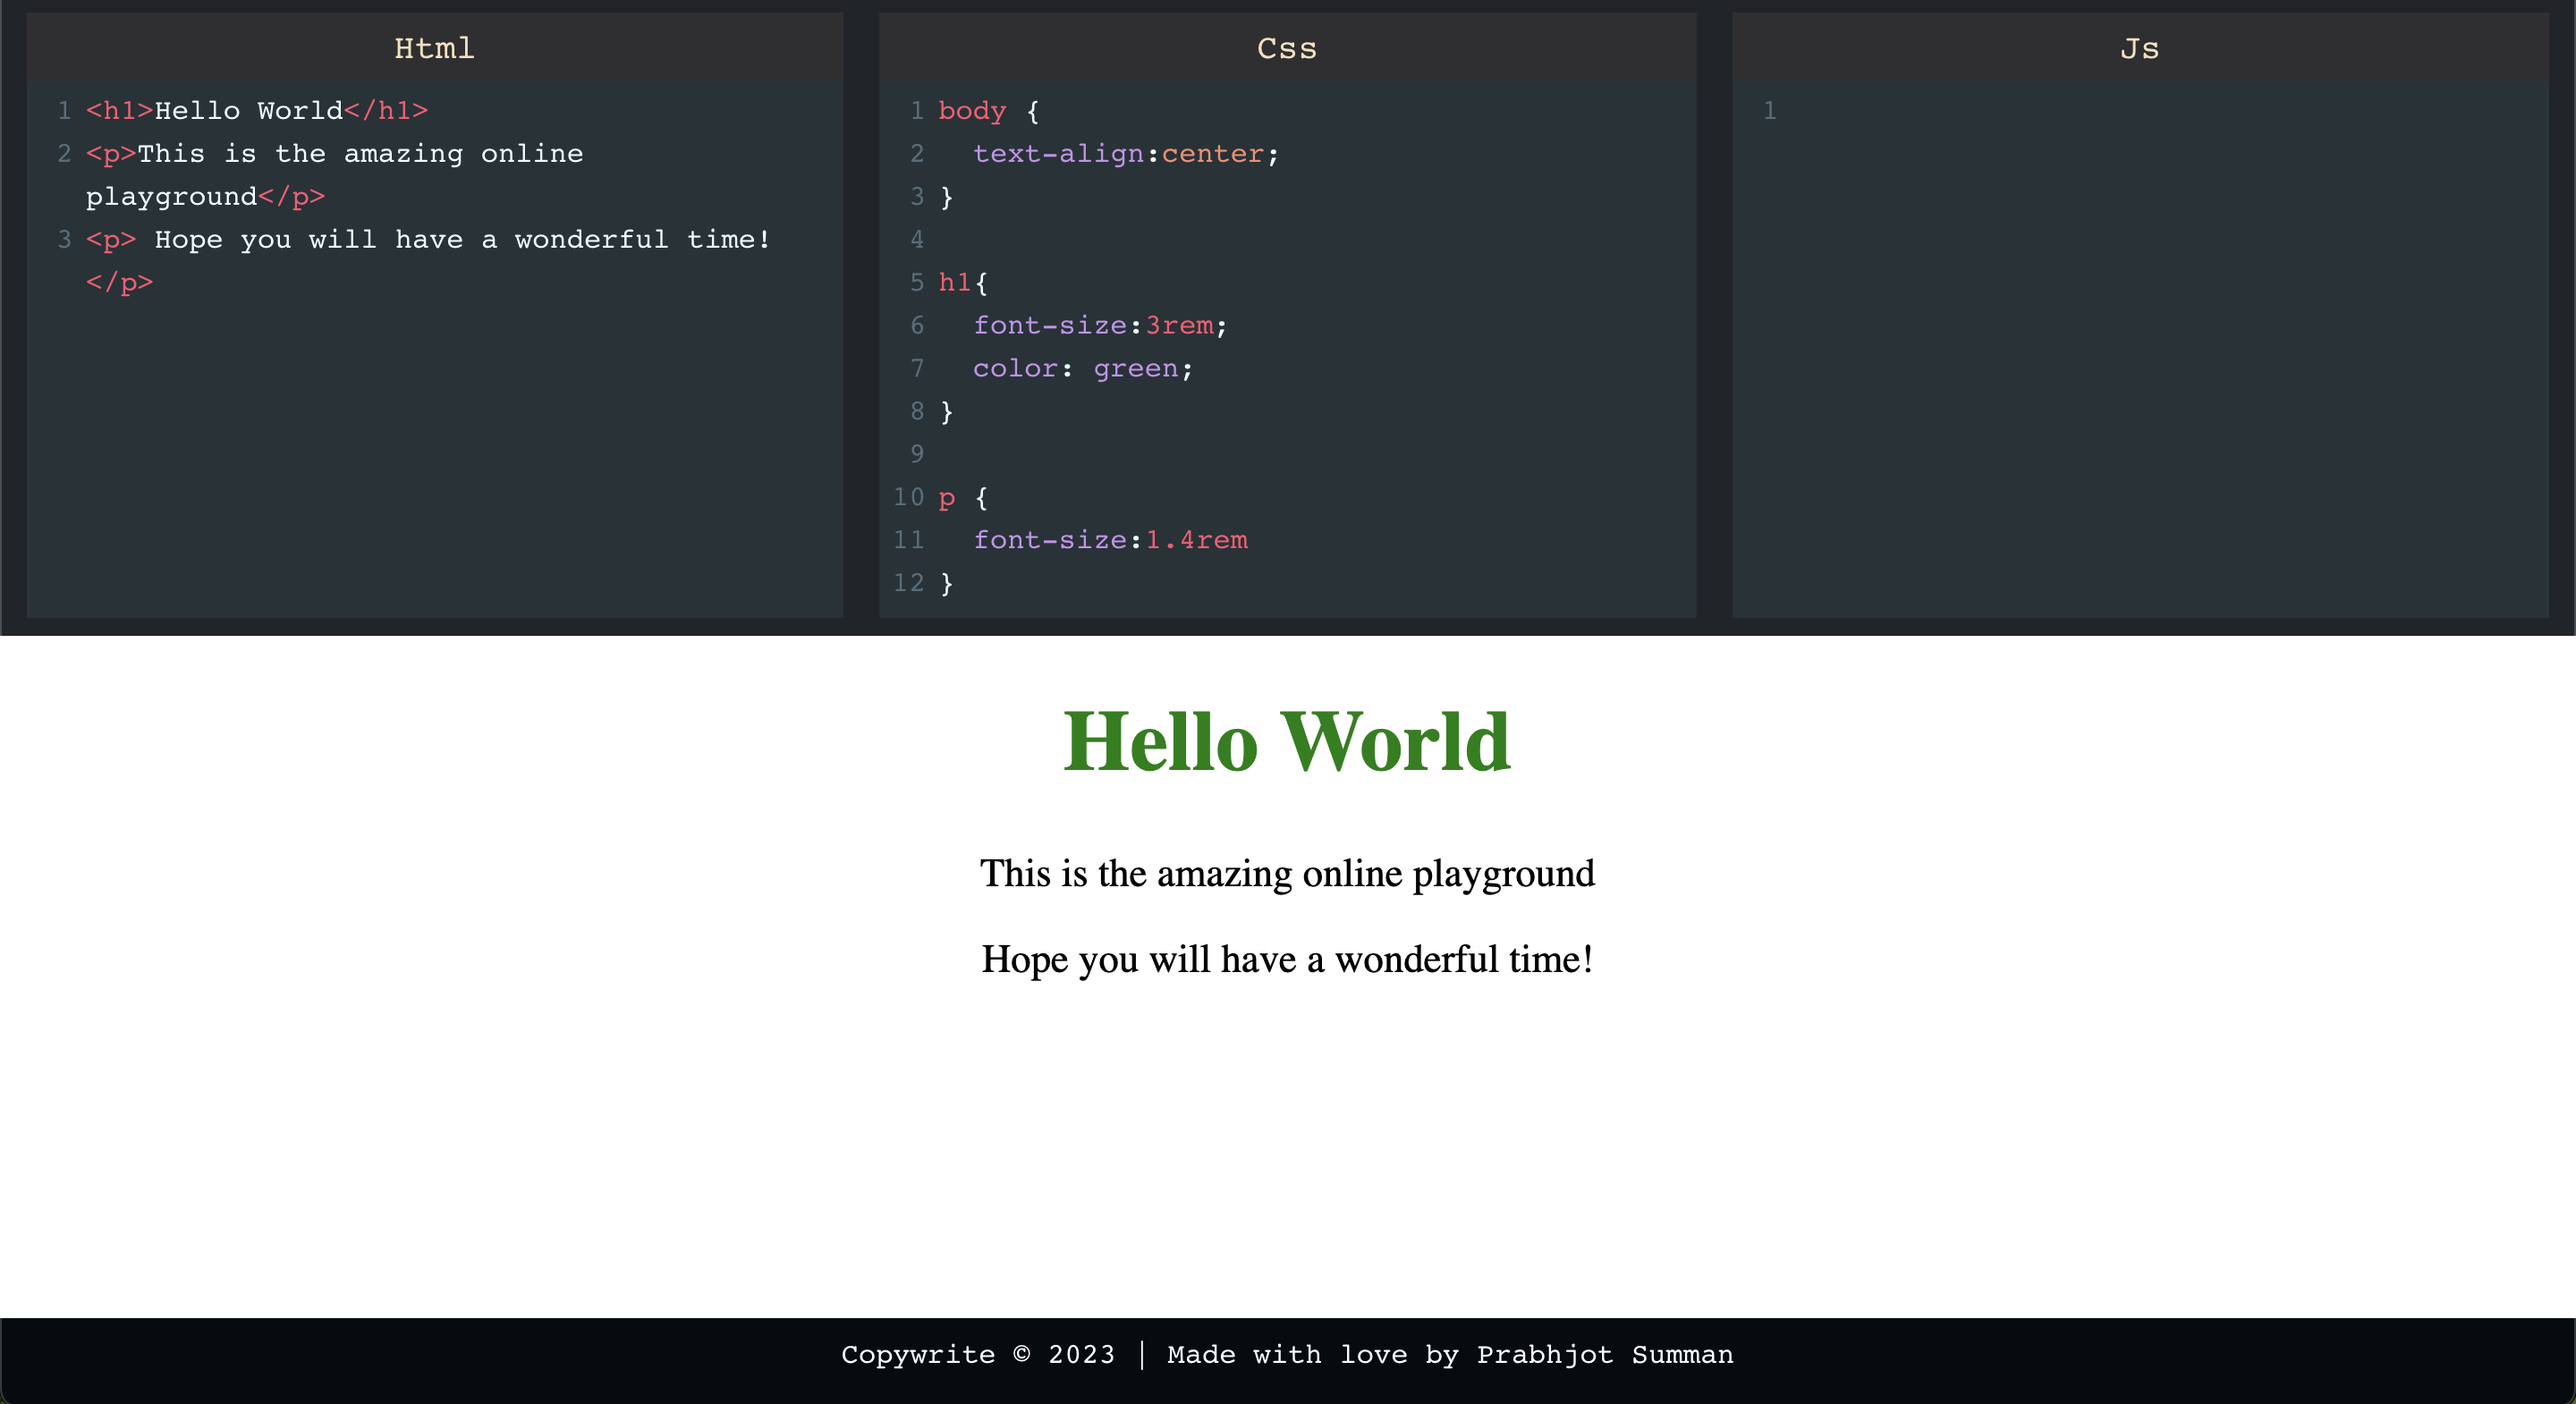 Html
1 <h1>Hello World</h1>
2 <p>This is the amazing online
playground</p>
3 <p> Hope you will have a wonderful time!
</p>
Css
1 body {
2   text-align:center;
3 }
4
5 h1{
6   font-size:3rem;
7   color: green;
8 }
9
10 p {
11   font-size:1.4rem
12 }
Js
1
Hello World
This is the amazing online playground
Hope you will have a wonderful time!
Copywrite © 2023 | Made with love by Prabhjot Summan